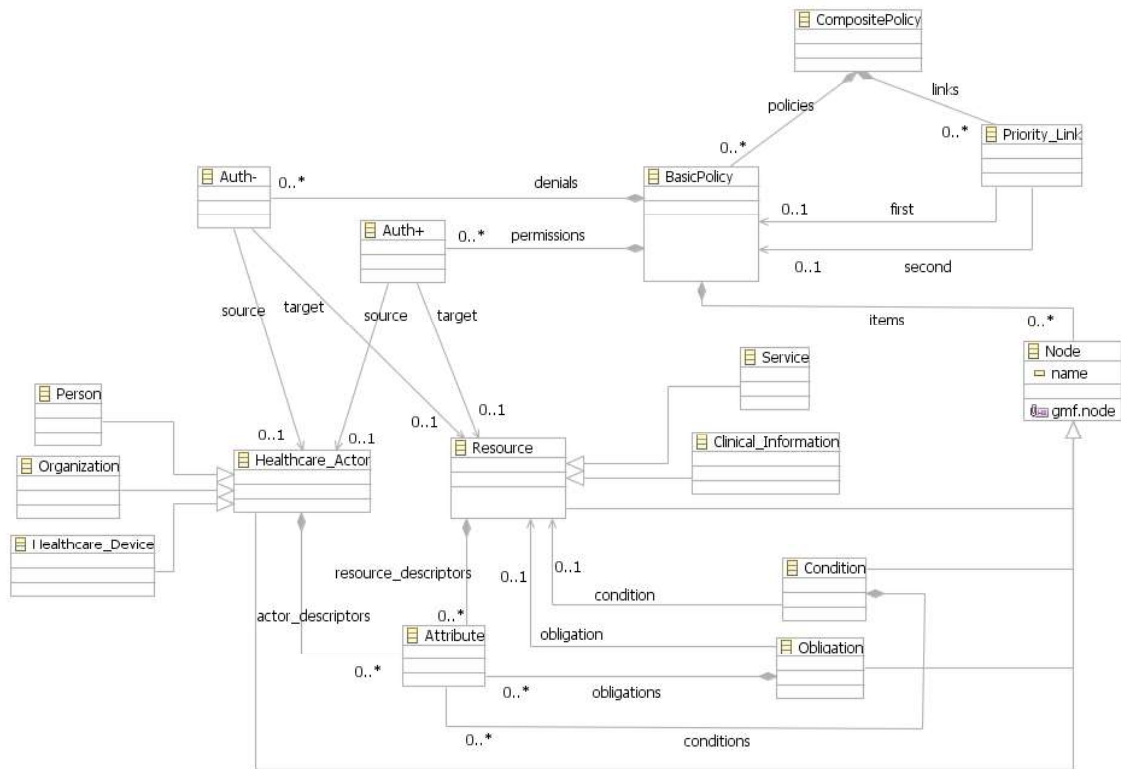 CompositePolicy
links
policies
0..*
0..*
Priority_Link
Auth-
0..*
denials
BasicPolicy
0..1
first
Auth+
0..*
permissions
0..1
second
source
target
source
target
items
0..*
Node
name
gmf.node
Service
Person
0..1
0..1
0..1
0..1
Clinical_Information
Healthcare_Actor
Resource
Organization
Healthcare_Device
Condition
resource_descriptors
0..1
0..1
condition
actor_descriptors
0..*
Attribute
obligation
Obligation
0..*
0..*
obligations
0..*
conditions